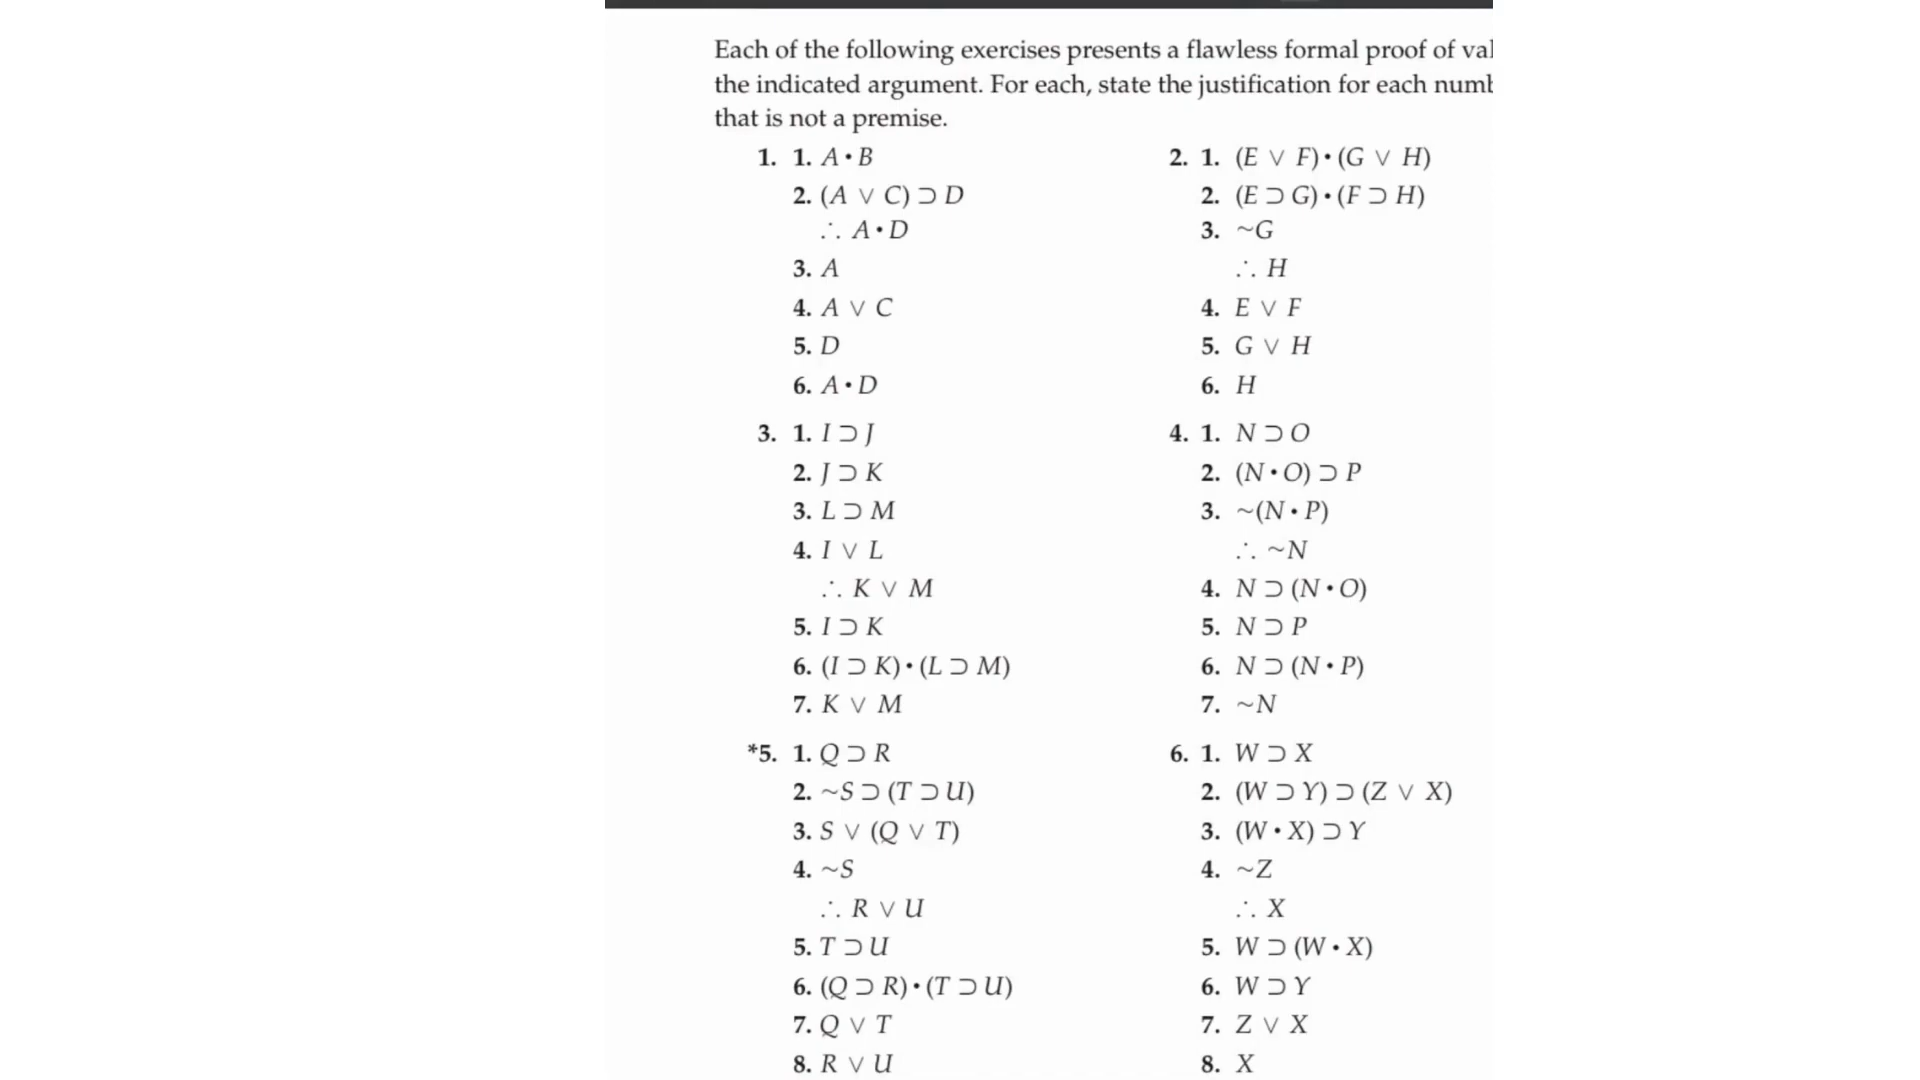 Each of the following exercises presents a flawless formal proof of val
the indicated argument. For each, state the justification for each numb
that is not a premise.
1. 1. A • B
2. (A ∨ C) ⊃ D
∴ A • D
3. A
4. A ∨ C
5. D
6. A • D
2. 1. (E ∨ F) • (G ∨ H)
2. (E ⊃ G) • (F ⊃ H)
3. ~G
∴ H
4. E ∨ F
5. G ∨ H
6. H
3. 1. I ⊃ J
2. J ⊃ K
3. L ⊃ M
4. I ∨ L
∴ K ∨ M
5. I ⊃ K
6. (I ⊃ K) • (L ⊃ M)
7. K ∨ M
4. 1. N ⊃ O
2. (N • O) ⊃ P
3. ~(N • P)
∴ ~N
4. N ⊃ (N • O)
5. N ⊃ P
6. N ⊃ (N • P)
7. ~N
*5. 1. Q ⊃ R
2. ~S ⊃ (T ⊃ U)
3. S ∨ (Q ∨ T)
4. ~S
∴ R ∨ U
5. T ⊃ U
6. (Q ⊃ R) • (T ⊃ U)
7. Q ∨ T
8. R ∨ U
6. 1. W ⊃ X
2. (W ⊃ Y) ⊃ (Z ∨ X)
3. (W • X) ⊃ Y
4. ~Z
∴ X
5. W ⊃ (W • X)
6. W ⊃ Y
7. Z ∨ X
8. X